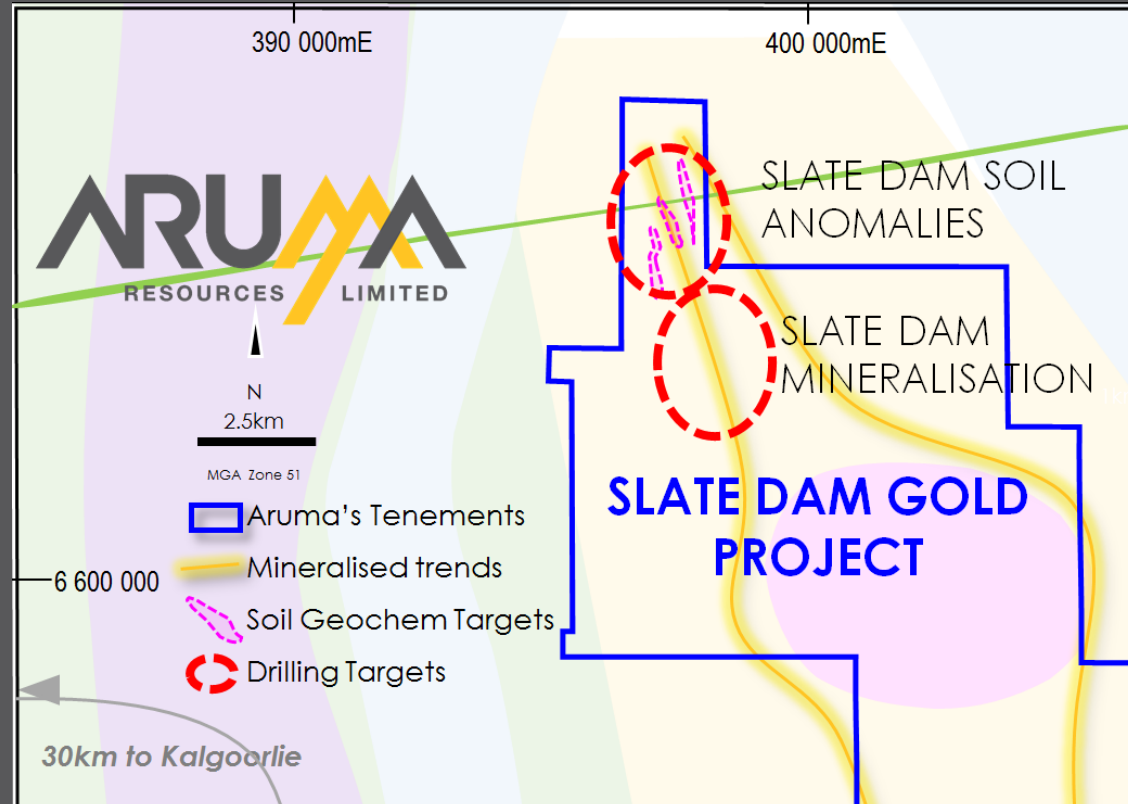 390 000mE
400 000mE
SLATE DAM SOIL
ANOMALIES
ARUMA
RESOURCES LIMITED
SLATE DAM
MINERALISATION
N
2.5km
MGA Zone 51
Aruma's Tenements
Mineralised trends
Soil Geochem Targets
Drilling Targets
SLATE DAM GOLD
PROJECT
6 600 000
30km to Kalgoorlie